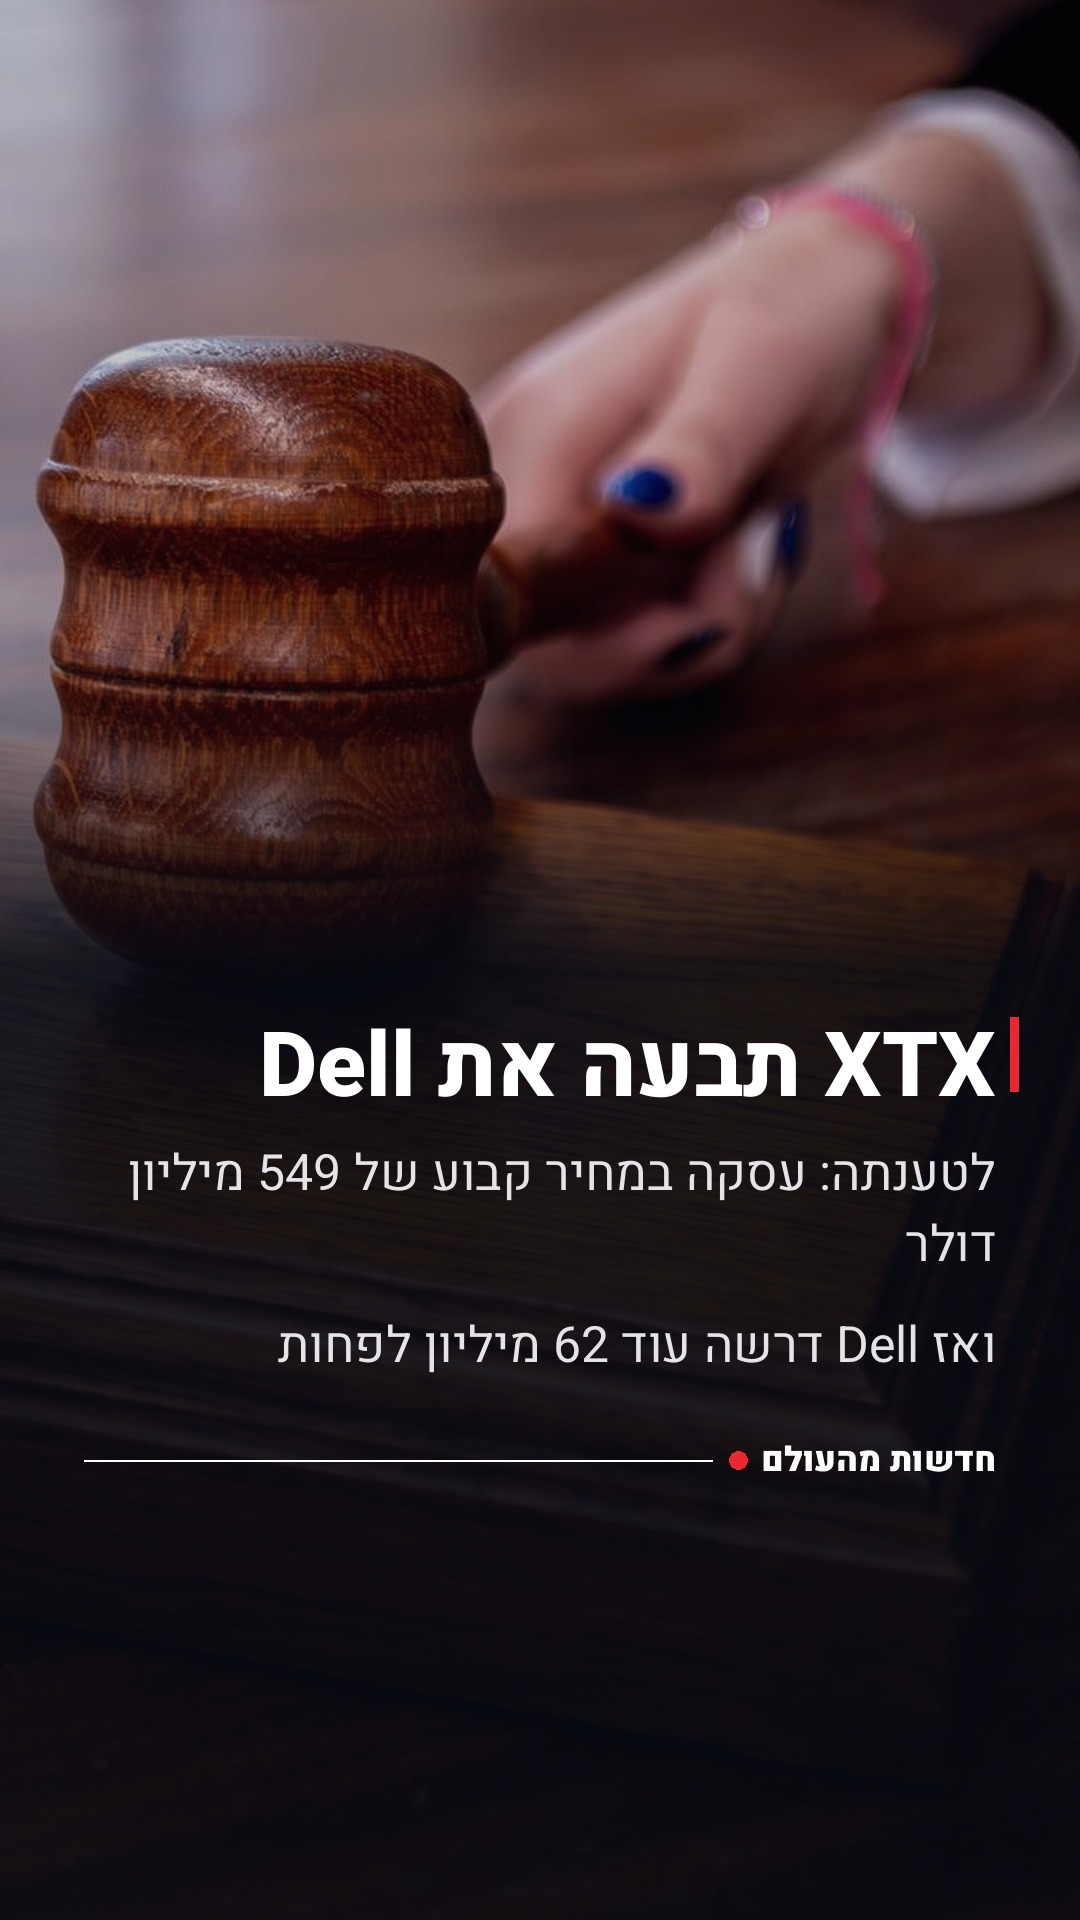 XTX תבעה את Dell
לטענתה: עסקה במחיר קבוע של 549 מיליון
דולר
ואז Dell דרשה עוד 62 מיליון לפחות
חדשות מהעולם